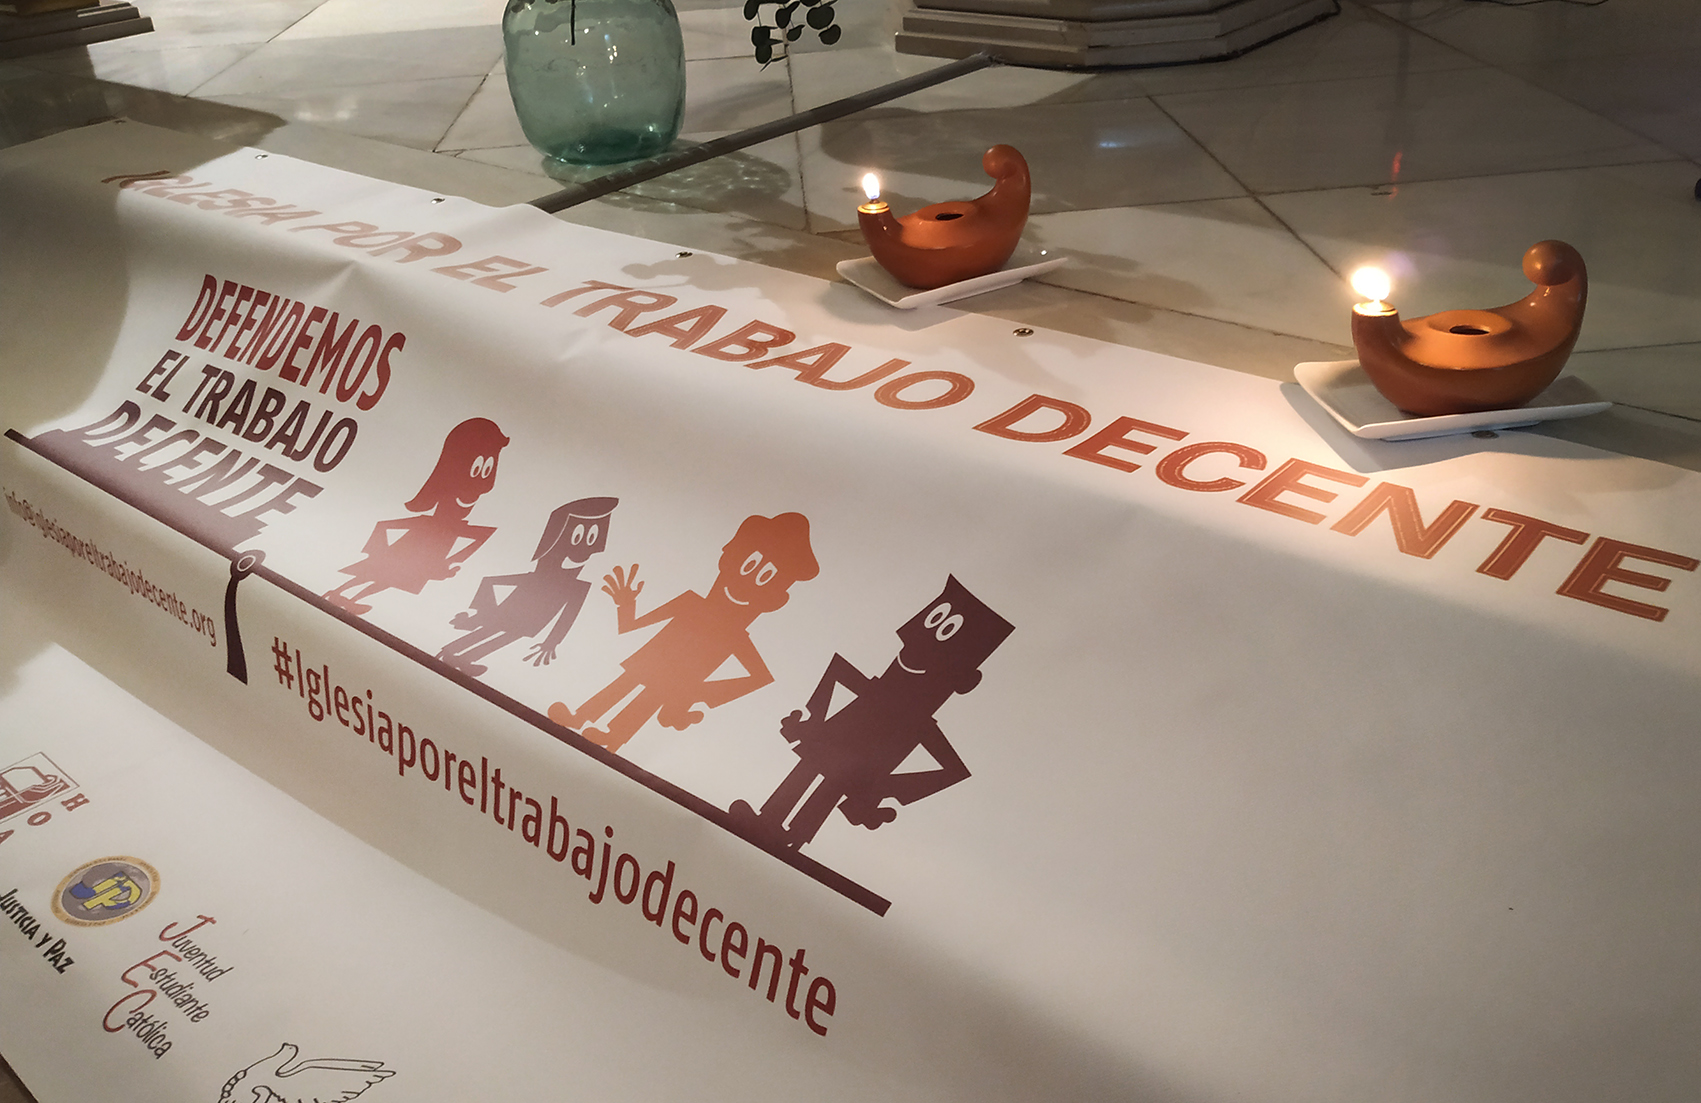 IGLESIA POR EL TRABAJO DECENTE
DEFENDEMOS
EL TRABAJO
DECENTE
info@iglesiaporeltrabajodecente.org
#Iglesiaporeltrabajodecente
H
O
A
JUSTICIA Y PAZ
Juventud
Estudiante
Católica